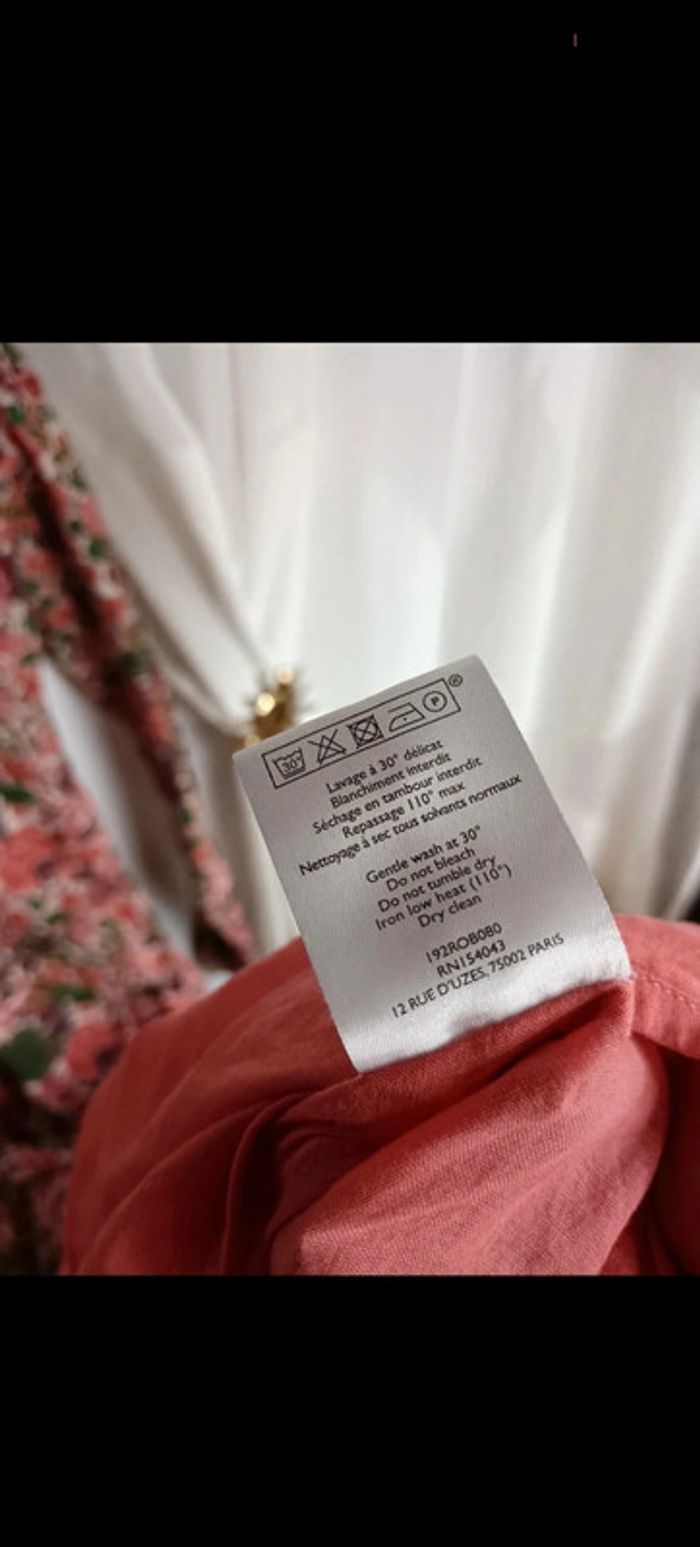 30°
P
®
Lavage à 30° délicat
Blanchiment interdit
Séchage en tambour interdit
Repassage 110° max
Nettoyage à sec tous solvants normaux
Gentle wash at 30°
Do not bleach
Do not tumble dry
Iron low heat (110°)
Dry clean
192ROB080
RN154043
12 RUE D'UZES, 75002 PARIS